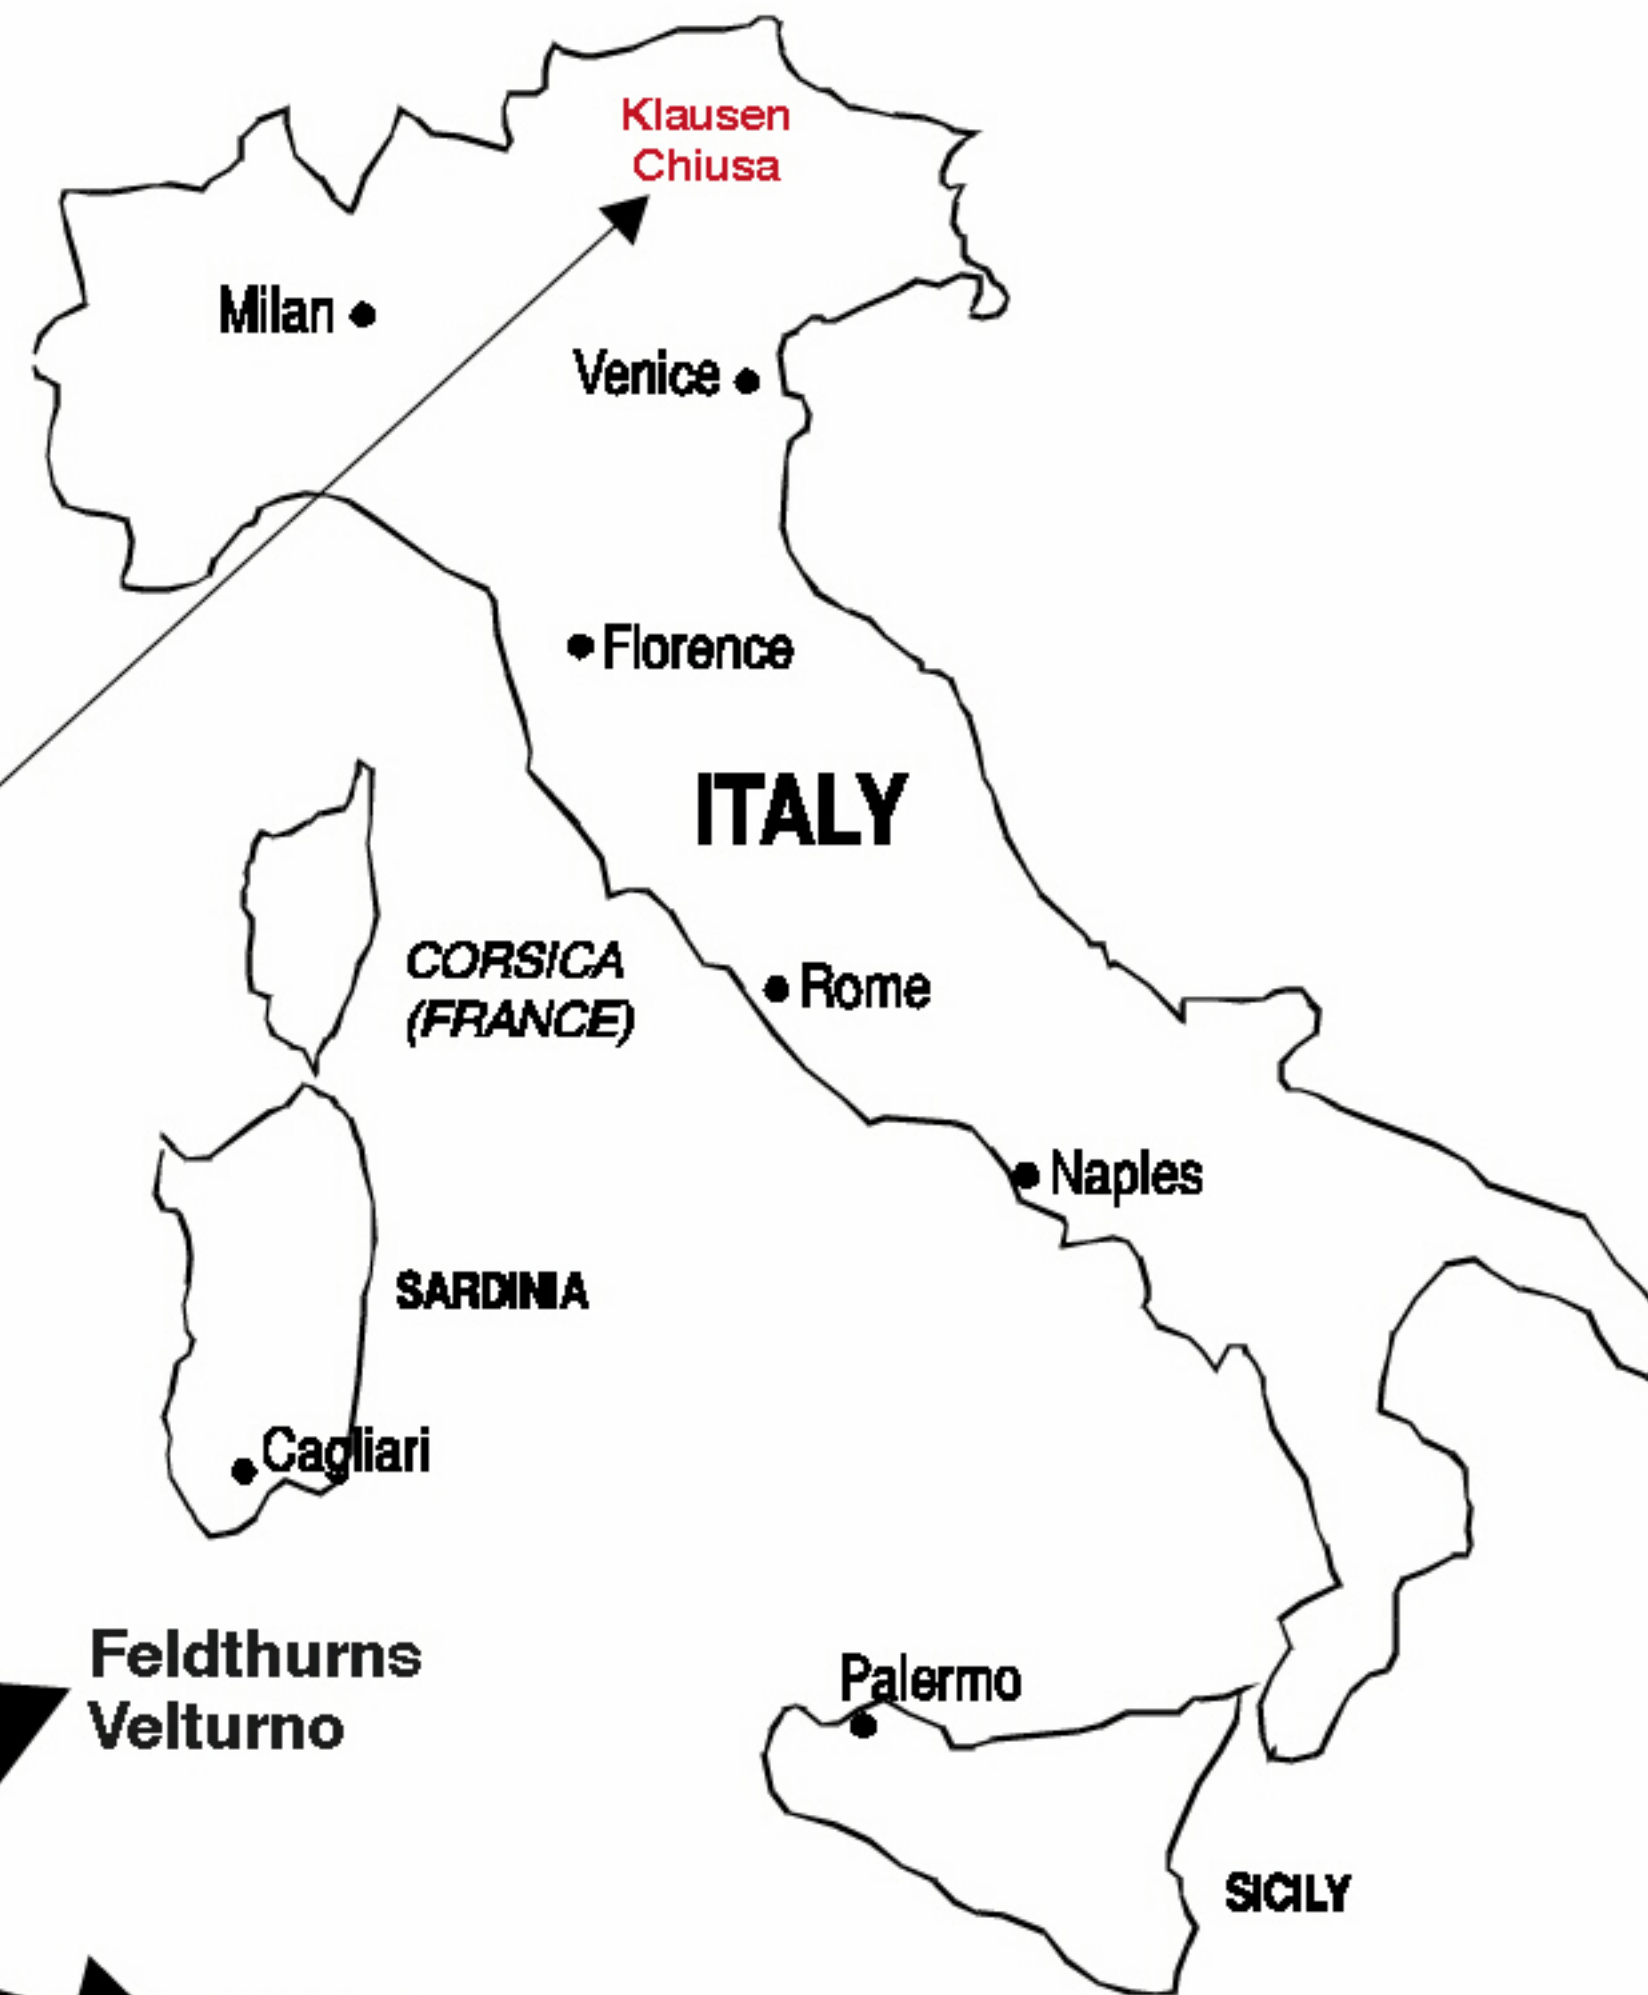 Klausen
Chiusa
Milan
Venice
Florence
ITALY
CORSICA
(FRANCE)
Rome
Naples
SARDINIA
Cagliari
Feldthurns
Velturno
Palermo
SICILY